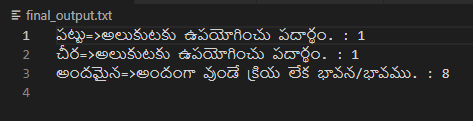 final_output.txt
1 పట్టు=>అలుకుటకు ఉపయోగించు పదార్థం. : 1
2 చీర=>అలుకుటకు ఉపయోగించు పదార్థం. : 1
3 అందమైన=>అందంగా వుండే క్రియ లేక భావన/భావము. : 8
4